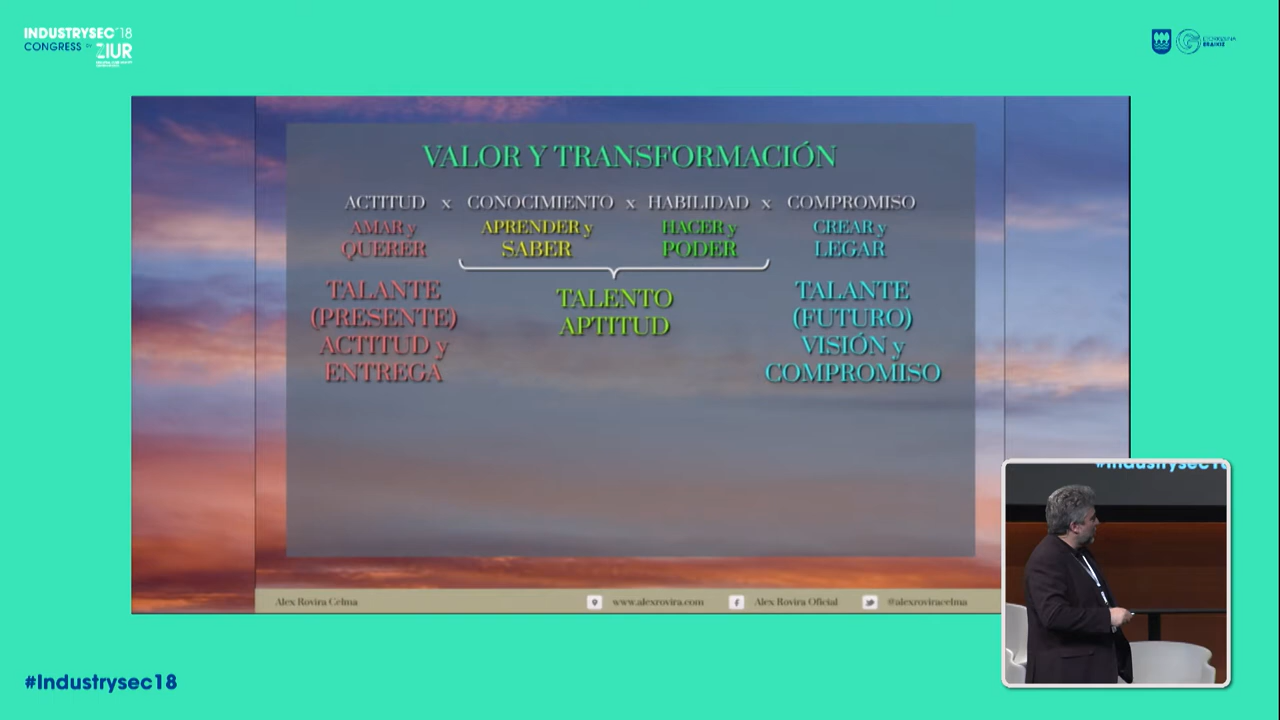 INDUSTRYSEC'18
CONGRESS BY ZIUR
VALOR Y TRANSFORMACIÓN
ACTITUD x CONOCIMIENTO x HABILIDAD x COMPROMISO
AMAR y APRENDER y HACER y CREAR y
QUERER SABER PODER LEGAR
TALANTE TALENTO TALANTE
(PRESENTE) APTITUD (FUTURO)
ACTITUD y VISIÓN y
ENTREGA COMPROMISO
Alex Rovira Celma www.alexrovira.com Alex Rovira Oficial @alexroviracelma
#Industrysec18
#Industrysec18